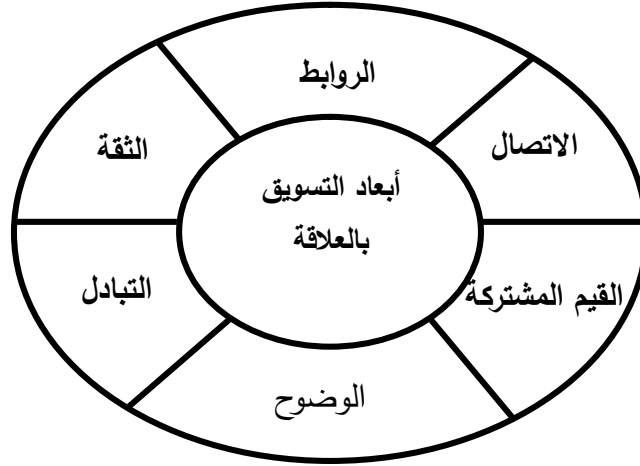 الروابط
الاتصال
الثقة
أبعاد التسويق
بالعلاقة
القيم المشتركة
التبادل
الوضوح